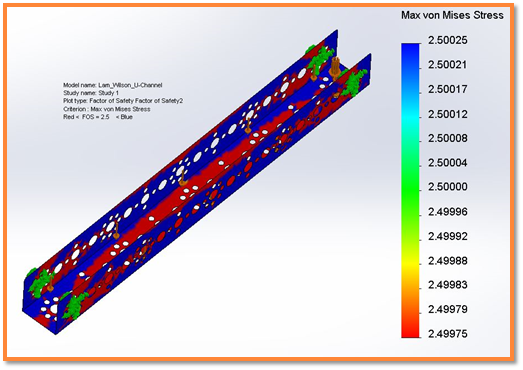 Max von Mises Stress
Model name: Lam_Wilson_U-Channel
Study name: Study 1
Plot type: Factor of Safety Factor of Safety2
Criterion : Max von Mises Stress
Red < FOS = 2.5 < Blue
2.50025
2.50021
2.50017
2.50012
2.50008
2.50004
2.50000
2.49996
2.49992
2.49988
2.49983
2.49979
2.49975